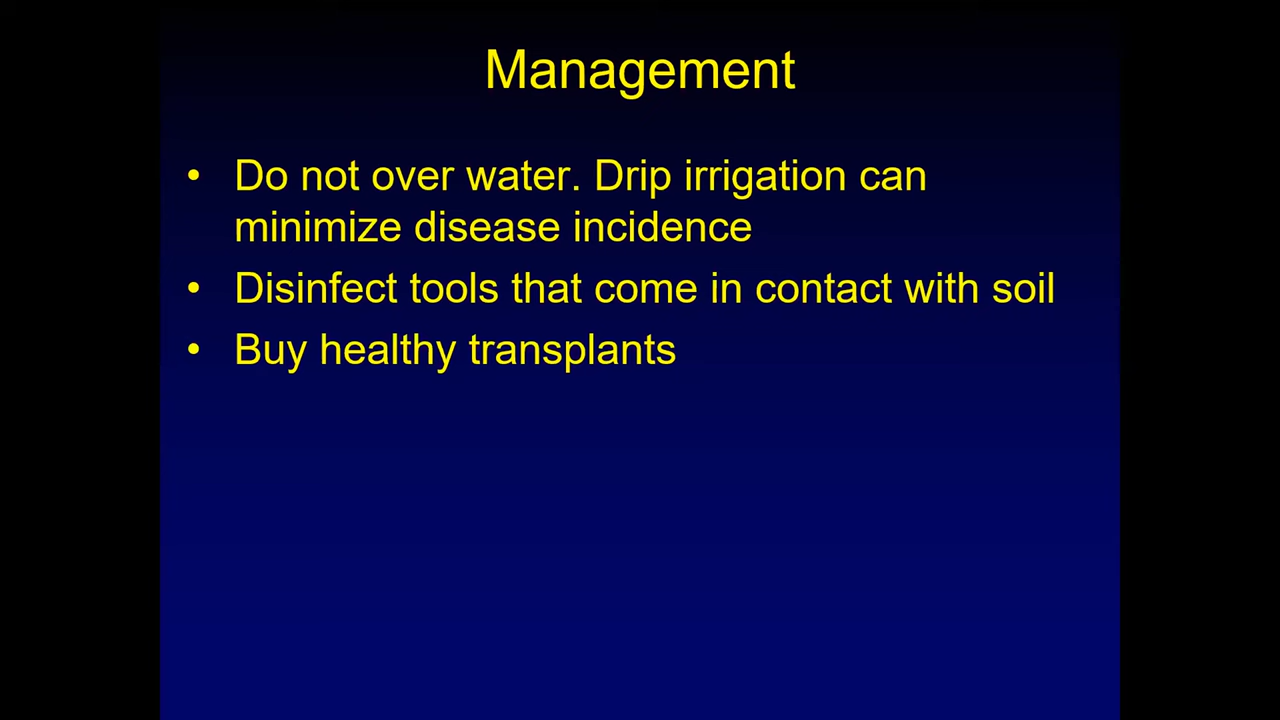 Management
• Do not over water. Drip irrigation can
minimize disease incidence
• Disinfect tools that come in contact with soil
• Buy healthy transplants